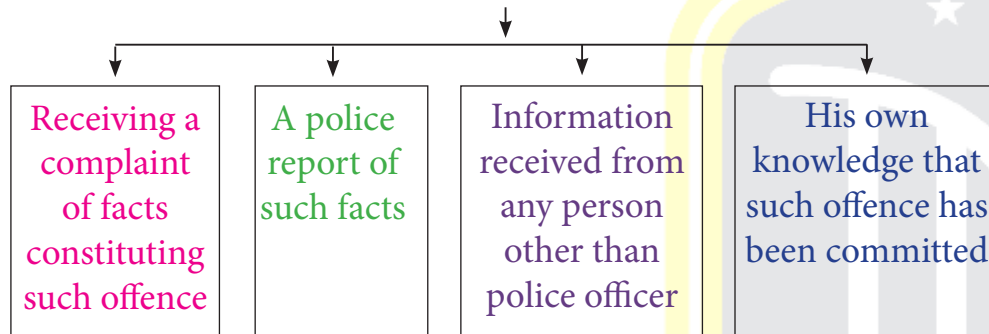 Receiving a
complaint
of facts
constituting
such offence
A police
report of
such facts
Information
received from
any person
other than
police officer
His own
knowledge that
such offence has
been committed